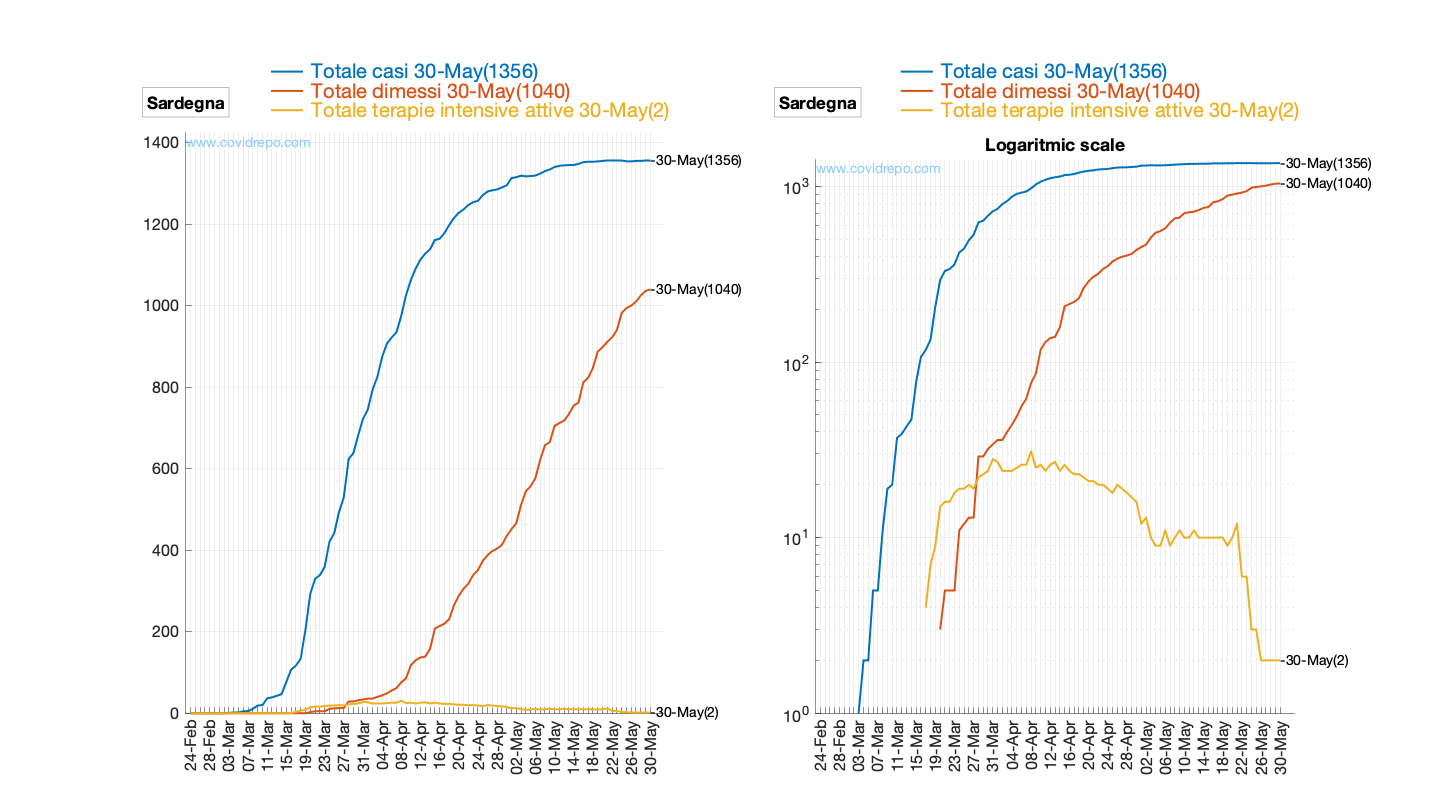 Sardegna
Totale casi 30-May(1356)
Totale dimessi 30-May(1040)
Totale terapie intensive attive 30-May(2)
www.covidrepo.com
1400
1200
1000
800
600
400
200
0
30-May(1356)
30-May(1040)
30-May(2)
24-Feb
28-Feb
03-Mar
07-Mar
11-Mar
15-Mar
19-Mar
23-Mar
27-Mar
31-Mar
04-Apr
08-Apr
12-Apr
16-Apr
20-Apr
24-Apr
28-Apr
02-May
06-May
10-May
14-May
18-May
22-May
26-May
30-May
Sardegna
Totale casi 30-May(1356)
Totale dimessi 30-May(1040)
Totale terapie intensive attive 30-May(2)
Logaritmic scale
www.covidrepo.com
10³
10²
10¹
10⁰
30-May(1356)
30-May(1040)
30-May(2)
24-Feb
28-Feb
03-Mar
07-Mar
11-Mar
15-Mar
19-Mar
23-Mar
27-Mar
31-Mar
04-Apr
08-Apr
12-Apr
16-Apr
20-Apr
24-Apr
28-Apr
02-May
06-May
10-May
14-May
18-May
22-May
26-May
30-May